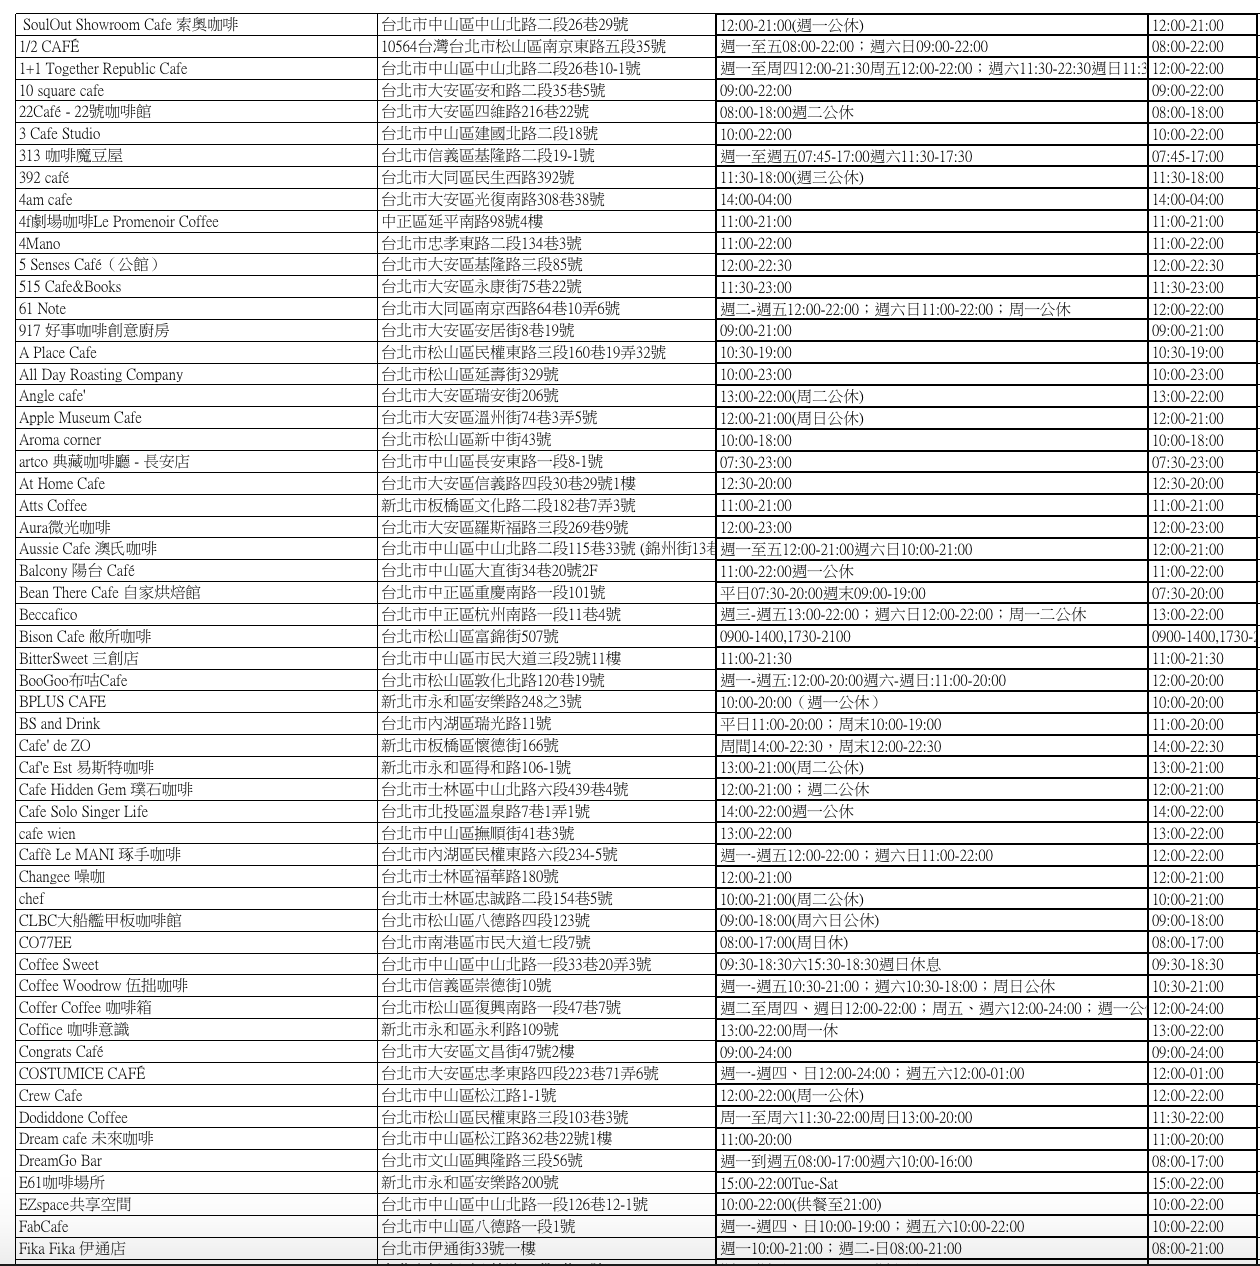 SoulOut Showroom Cafe 索奧咖啡 台北市中山區中山北路二段26巷29號 12:00-21:00(週一公休) 12:00-21:00
1/2 CAFÉ 10564台灣台北市松山區南京東路五段35號 週一至五08:00-22:00；週六日09:00-22:00 08:00-22:00
1+1 Together Republic Cafe 台北市中山區中山北路二段26巷10-1號 週一至周四12:00-21:30周五12:00-22:00；週六11:30-22:30週日11:3 12:00-22:00
10 square cafe 台北市大安區安和路二段35巷5號 09:00-22:00 09:00-22:00
22Café - 22號咖啡館 台北市大安區四維路216巷22號 08:00-18:00週二公休 08:00-18:00
3 Cafe Studio 台北市中山區建國北路二段18號 10:00-22:00 10:00-22:00
313 咖啡魔豆屋 台北市信義區基隆路二段19-1號 週一至週五07:45-17:00週六11:30-17:30 07:45-17:00
392 café 台北市大同區民生西路392號 11:30-18:00(週三公休) 11:30-18:00
4am cafe 台北市大安區光復南路308巷38號 14:00-04:00 14:00-04:00
4f劇場咖啡Le Promenoir Coffee 中正區延平南路98號4樓 11:00-21:00 11:00-21:00
4Mano 台北市忠孝東路二段134巷3號 11:00-22:00 11:00-22:00
5 Senses Café（公館） 台北市大安區基隆路三段85號 12:00-22:30 12:00-22:30
515 Cafe&Books 台北市大安區永康街75巷22號 11:30-23:00 11:30-23:00
61 Note 台北市大同區南京西路64巷10弄6號 週二-週五12:00-22:00；週六日11:00-22:00；周一公休 12:00-22:00
917 好事咖啡創意廚房 台北市大安區安居街8巷19號 09:00-21:00 09:00-21:00
A Place Cafe 台北市松山區民權東路三段160巷19弄32號 10:30-19:00 10:30-19:00
All Day Roasting Company 台北市松山區延壽街329號 10:00-23:00 10:00-23:00
Angle cafe' 台北市大安區瑞安街206號 13:00-22:00(周二公休) 13:00-22:00
Apple Museum Cafe 台北市大安區溫州街74巷3弄5號 12:00-21:00(周日公休) 12:00-21:00
Aroma corner 台北市松山區新中街43號 10:00-18:00 10:00-18:00
artco 典藏咖啡廳 - 長安店 台北市中山區長安東路一段8-1號 07:30-23:00 07:30-23:00
At Home Cafe 台北市大安區信義路四段30巷29號1樓 12:30-20:00 12:30-20:00
Atts Coffee 新北市板橋區文化路二段182巷7弄3號 11:00-21:00 11:00-21:00
Aura微光咖啡 台北市大安區羅斯福路三段269巷9號 12:00-23:00 12:00-23:00
Aussie Cafe 澳氏咖啡 台北市中山區中山北路二段115巷33號 (錦州街13巷 週一至五12:00-21:00週六日10:00-21:00 12:00-21:00
Balcony 陽台 Café 台北市中山區大直街34巷20號2F 11:00-22:00週一公休 11:00-22:00
Bean There Cafe 自家烘焙館 台北市中正區重慶南路一段101號 平日07:30-20:00週末09:00-19:00 07:30-20:00
Beccafico 台北市中正區杭州南路一段11巷4號 週三-週五13:00-22:00；週六日12:00-22:00；周一二公休 13:00-22:00
Bison Cafe 敝所咖啡 台北市松山區富錦街507號 0900-1400,1730-2100 0900-1400,1730-2
BitterSweet 三創店 台北市中山區市民大道三段2號11樓 11:00-21:30 11:00-21:30
BooGoo布咕Cafe 台北市松山區敦化北路120巷19號 週一-週五:12:00-20:00週六-週日:11:00-20:00 12:00-20:00
BPLUS CAFE 新北市永和區安樂路248之3號 10:00-20:00（週一公休） 10:00-20:00
BS and Drink 台北市內湖區瑞光路11號 平日11:00-20:00；周末10:00-19:00 11:00-20:00
Cafe' de ZO 新北市板橋區懷德街166號 周間14:00-22:30，周末12:00-22:30 14:00-22:30
Caf'e Est 易斯特咖啡 新北市永和區得和路106-1號 13:00-21:00(周二公休) 13:00-21:00
Cafe Hidden Gem 璞石咖啡 台北市士林區中山北路六段439巷4號 12:00-21:00；週二公休 12:00-21:00
Cafe Solo Singer Life 台北市北投區溫泉路7巷1弄1號 14:00-22:00週一公休 14:00-22:00
cafe wien 台北市中山區撫順街41巷3號 13:00-22:00 13:00-22:00
Caffè Le MANI 琢手咖啡 台北市內湖區民權東路六段234-5號 週一-週五12:00-22:00；週六日11:00-22:00 12:00-22:00
Changee 噪咖 台北市士林區福華路180號 12:00-21:00 12:00-21:00
chef 台北市士林區忠誠路二段154巷5號 10:00-21:00(周二公休) 10:00-21:00
CLBC大船艦甲板咖啡館 台北市松山區八德路四段123號 09:00-18:00(周六日公休) 09:00-18:00
CO77EE 台北市南港區市民大道七段7號 08:00-17:00(周日休) 08:00-17:00
Coffee Sweet 台北市中山區中山北路一段33巷20弄3號 09:30-18:30六15:30-18:30週日休息 09:30-18:30
Coffee Woodrow 伍拙咖啡 台北市信義區崇德街10號 週一-週五10:30-21:00；週六10:30-18:00；周日公休 10:30-21:00
Coffer Coffee 咖啡箱 台北市松山區復興南路一段47巷7號 週二至周四、週日12:00-22:00；周五、週六12:00-24:00；週一公 12:00-24:00
Coffice 咖啡意識 新北市永和區永利路109號 13:00-22:00周一休 13:00-22:00
Congrats Café 台北市大安區文昌街47號2樓 09:00-24:00 09:00-24:00
COSTUMICE CAFÉ 台北市大安區忠孝東路四段223巷71弄6號 週一-週四、日12:00-24:00；週五六12:00-01:00 12:00-01:00
Crew Cafe 台北市中山區松江路1-1號 12:00-22:00(周一公休) 12:00-22:00
Dodiddone Coffee 台北市松山區民權東路三段103巷3號 周一至周六11:30-22:00周日13:00-20:00 11:30-22:00
Dream cafe 未來咖啡 台北市中山區松江路362巷22號1樓 11:00-20:00 11:00-20:00
DreamGo Bar 台北市文山區興隆路三段56號 週一到週五08:00-17:00週六10:00-16:00 08:00-17:00
E61咖啡場所 新北市永和區安樂路200號 15:00-22:00Tue-Sat 15:00-22:00
EZspace共享空間 台北市中山區中山北路一段126巷12-1號 10:00-22:00(供餐至21:00) 10:00-22:00
FabCafe 台北市中山區八德路一段1號 週一-週四、日10:00-19:00；週五六10:00-22:00 10:00-22:00
Fika Fika 伊通店 台北市伊通街33號一樓 週一10:00-21:00；週二-日08:00-21:00 08:00-21:00